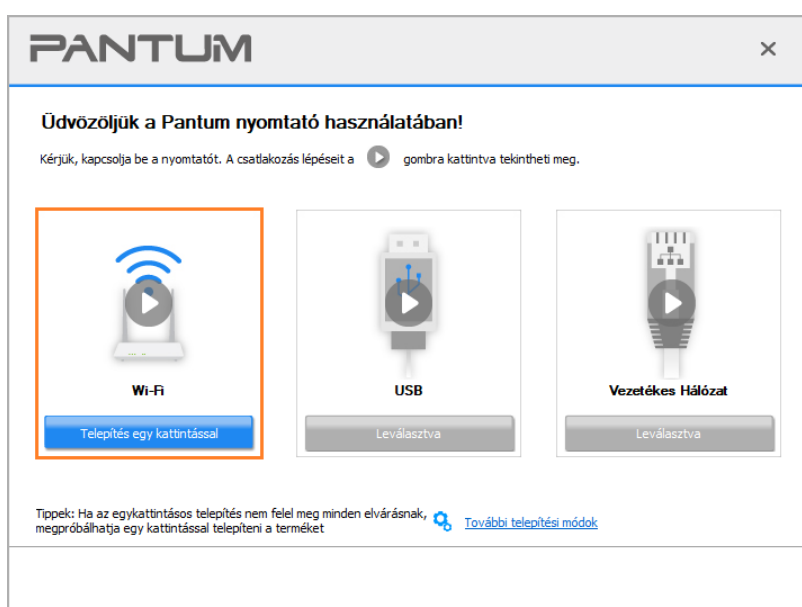 PANTUM
Üdvözöljük a Pantum nyomtató használatában!
Kérjük, kapcsolja be a nyomtatót. A csatlakozás lépéseit a gombra kattintva tekintheti meg.
Wi-Fi
Telepítés egy kattintással
USB
Leválasztva
Vezetékes Hálózat
Leválasztva
Tippek: Ha az egykattintásos telepítés nem felel meg minden elvárásnak,
megpróbálhatja egy kattintással telepíteni a terméket
További telepítési módok